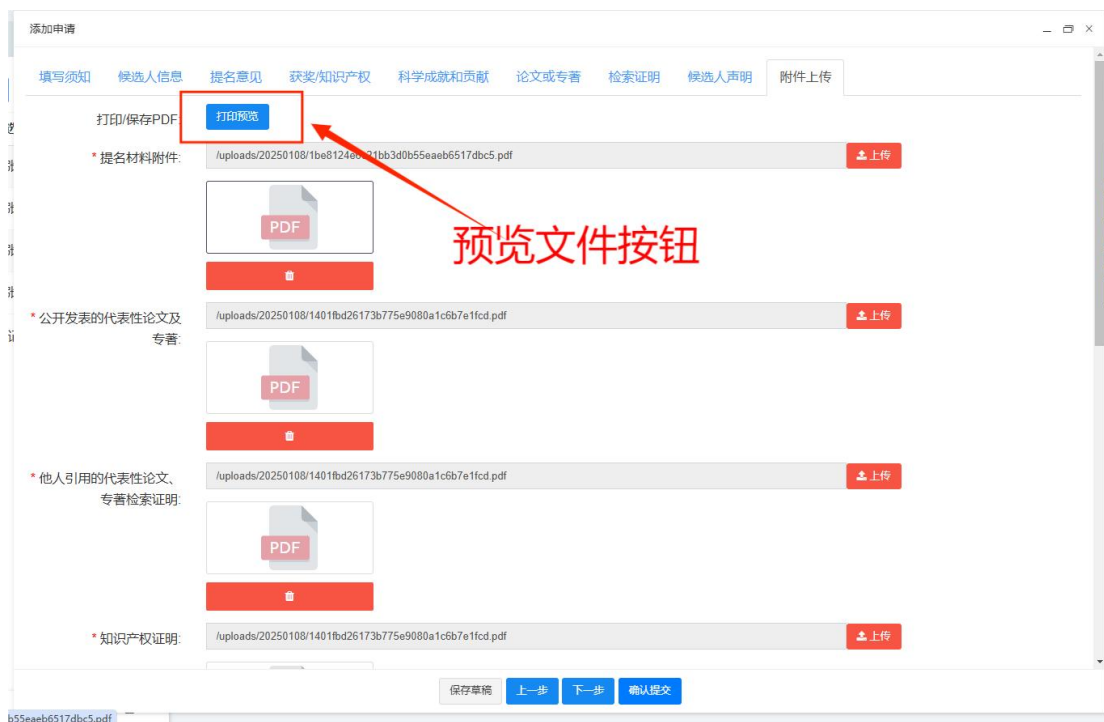 添加申请
填写须知 候选人信息 提名意见 获奖/知识产权 科学成就和贡献 论文或专著 检索证明 候选人声明 附件上传
打印/保存PDF: 打印预览
* 提名材料附件: 上传
PDF
预览文件按钮
* 公开发表的代表性论文及 /uploads/20250108/1401fbd26173b775e9080a1c6b7e1fcd.pdf 上传
专著:
PDF
* 他人引用的代表性论文、 /uploads/20250108/1401fbd26173b775e9080a1c6b7e1fcd.pdf 上传
专著检索证明:
PDF
* 知识产权证明: /uploads/20250108/1401fbd26173b775e9080a1c6b7e1fcd.pdf 上传
保存草稿 上一步 下一步 确认提交
b55eaeb6517dbc5.pdf